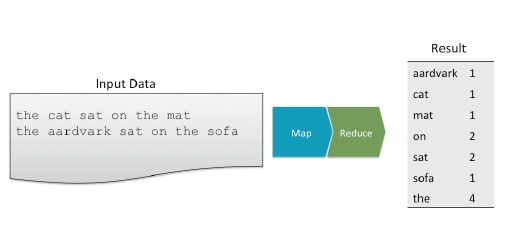 Result
Input Data
the cat sat on the mat
the aardvark sat on the sofa
Map
Reduce
aardvark 1
cat 1
mat 1
on 2
sat 2
sofa 1
the 4